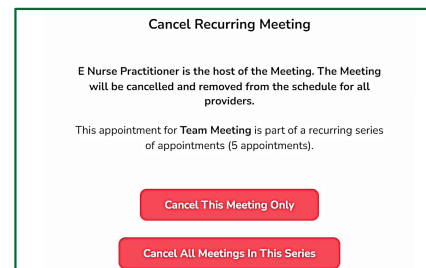 Cancel Recurring Meeting
E Nurse Practitioner is the host of the Meeting. The Meeting
will be cancelled and removed from the schedule for all
providers.
This appointment for Team Meeting is part of a recurring series
of appointments (5 appointments).
Cancel This Meeting Only
Cancel All Meetings In This Series